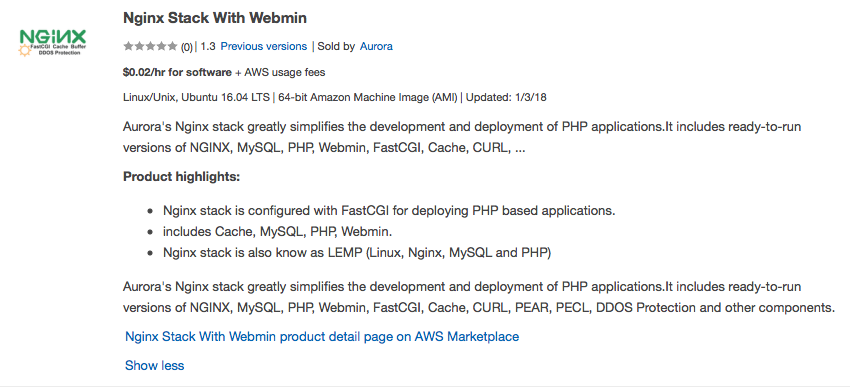 Nginx Stack With Webmin
NGINX
FastCGI Cache Buffer
DDOS Protection
(0) | 1.3 Previous versions | Sold by Aurora
$0.02/hr for software + AWS usage fees
Linux/Unix, Ubuntu 16.04 LTS | 64-bit Amazon Machine Image (AMI) | Updated: 1/3/18
Aurora's Nginx stack greatly simplifies the development and deployment of PHP applications.It includes ready-to-run
versions of NGINX, MySQL, PHP, Webmin, FastCGI, Cache, CURL, ...
Product highlights:
• Nginx stack is configured with FastCGI for deploying PHP based applications.
• includes Cache, MySQL, PHP, Webmin.
• Nginx stack is also know as LEMP (Linux, Nginx, MySQL and PHP)
Aurora's Nginx stack greatly simplifies the development and deployment of PHP applications.It includes ready-to-run
versions of NGINX, MySQL, PHP, Webmin, FastCGI, Cache, CURL, PEAR, PECL, DDOS Protection and other components.
Nginx Stack With Webmin product detail page on AWS Marketplace
Show less